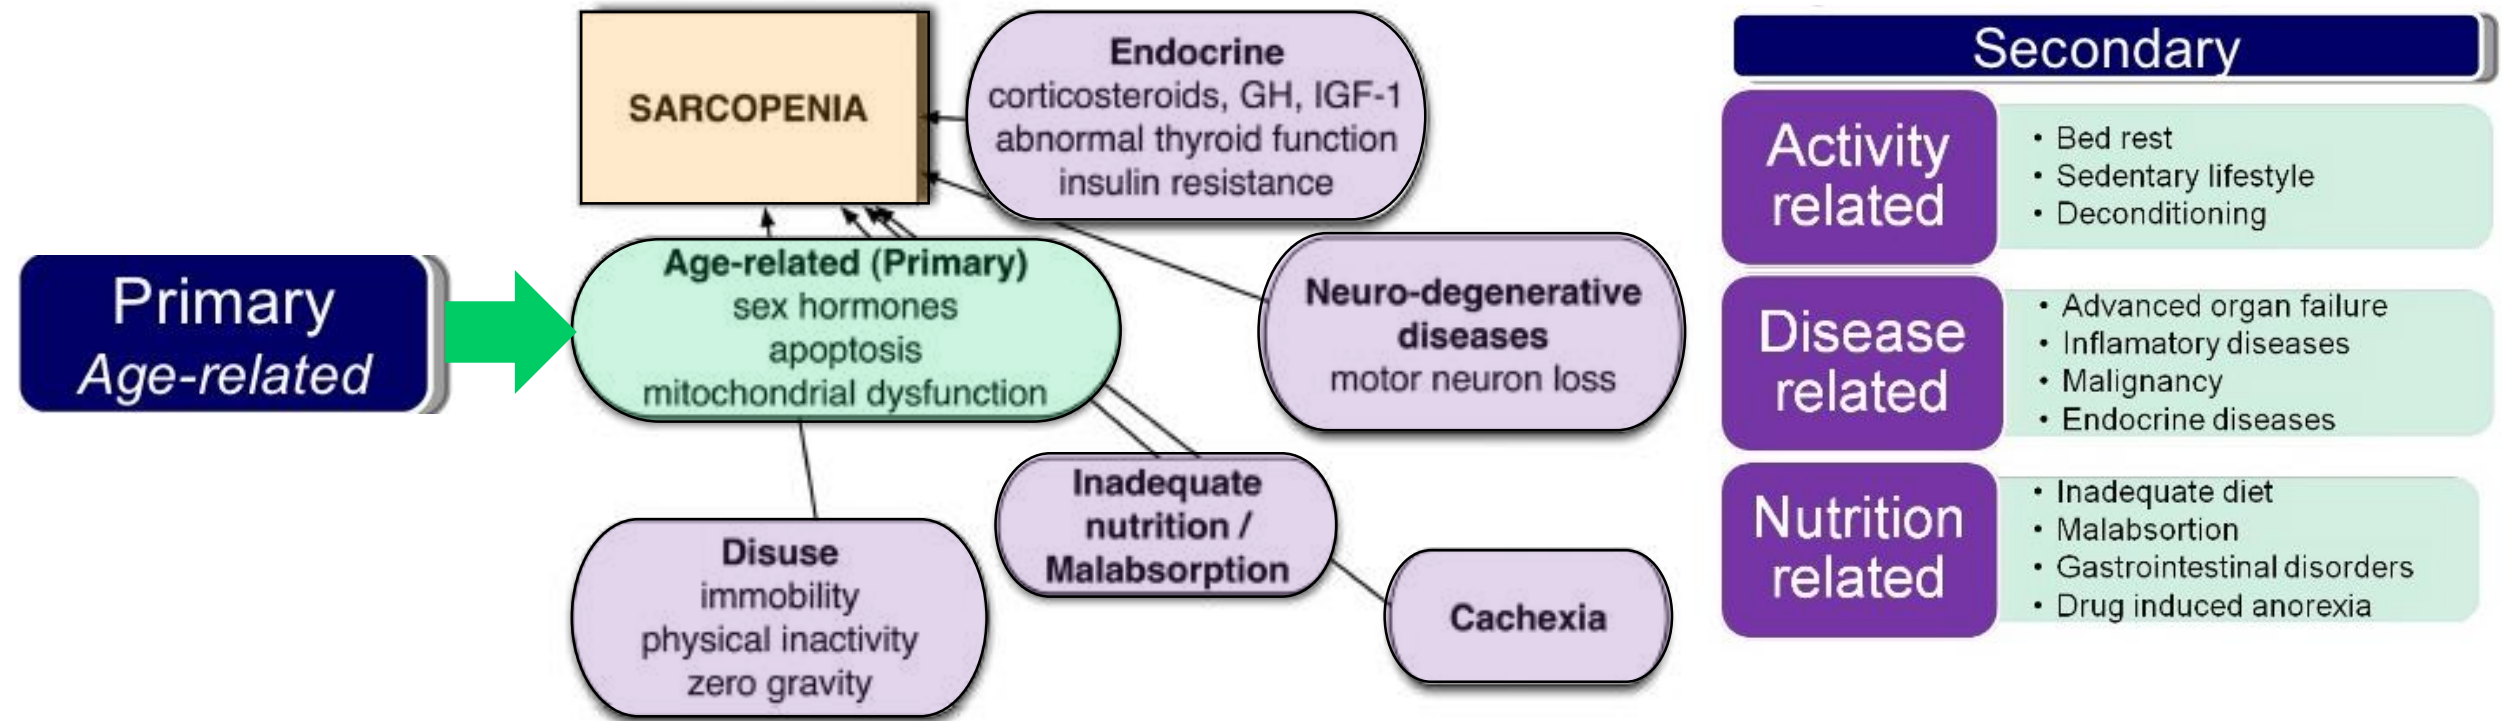 Primary
Age-related
SARCOPENIA
Endocrine
corticosteroids, GH, IGF-1
abnormal thyroid function
insulin resistance
Age-related (Primary)
sex hormones
apoptosis
mitochondrial dysfunction
Neuro-degenerative
diseases
motor neuron loss
Inadequate
nutrition /
Malabsorption
Disuse
immobility
physical inactivity
zero gravity
Cachexia
Secondary
Activity
related
• Bed rest
• Sedentary lifestyle
• Deconditioning
Disease
related
• Advanced organ failure
• Inflamatory diseases
• Malignancy
• Endocrine diseases
Nutrition
related
• Inadequate diet
• Malabsortion
• Gastrointestinal disorders
• Drug induced anorexia